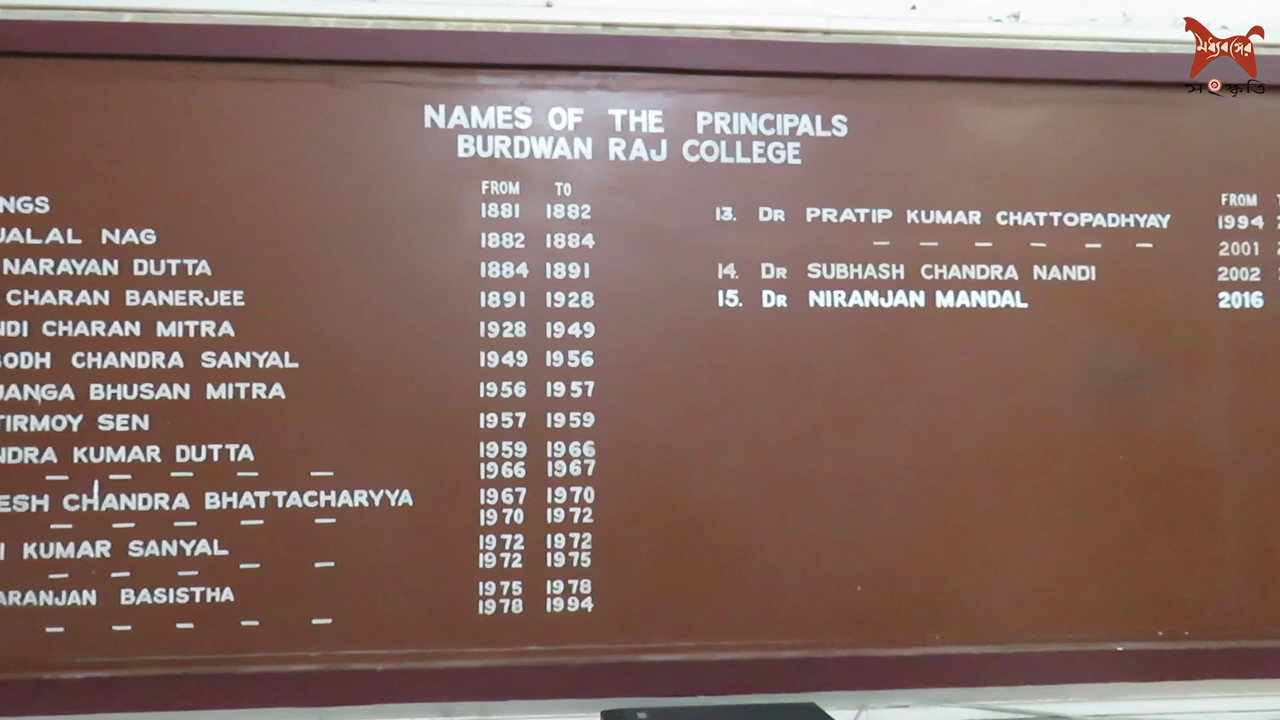 NAMES OF THE PRINCIPALS
BURDWAN RAJ COLLEGE
FROM TO
NGS 1881 1882
JALAL NAG 1882 1884
NARAYAN DUTTA 1884 1891
CHARAN BANERJEE 1891 1928
NDI CHARAN MITRA 1928 1949
BODH CHANDRA SANYAL 1949 1956
JANGA BHUSAN MITRA 1956 1957
TIRMOY SEN 1957 1959
NDRA KUMAR DUTTA 1959 1966
— — — — — 1966 1967
ESH CHANDRA BHATTACHARYYA 1967 1970
— — — — — 1970 1972
I KUMAR SANYAL 1972 1972
— — — — — 1972 1975
ARANJAN BASISTHA 1975 1978
— — — — — 1978 1994
FROM
13. DR PRATIP KUMAR CHATTOPADHYAY 1994
— — — — — — 2001
14. DR SUBHASH CHANDRA NANDI 2002
15. DR NIRANJAN MANDAL 2016
মধ্যবঙ্গের
সংস্কৃতি